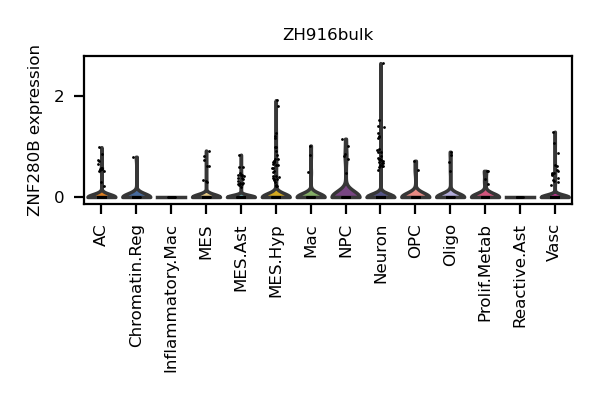 ZH916bulk
ZNF280B expression
2
0
AC
Chromatin.Reg
Inflammatory.Mac
MES
MES.Ast
MES.Hyp
Mac
NPC
Neuron
OPC
Oligo
Prolif.Metab
Reactive.Ast
Vasc